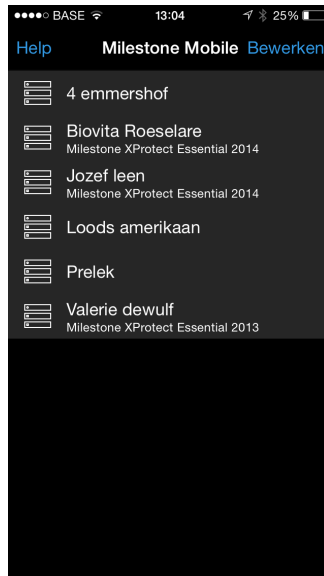 BASE 13:04 25%
Help Milestone Mobile Bewerken
4 emmershof
Biovita Roeselare
Milestone XProtect Essential 2014
Jozef leen
Milestone XProtect Essential 2014
Loods amerikaan
Prelek
Valerie dewulf
Milestone XProtect Essential 2013